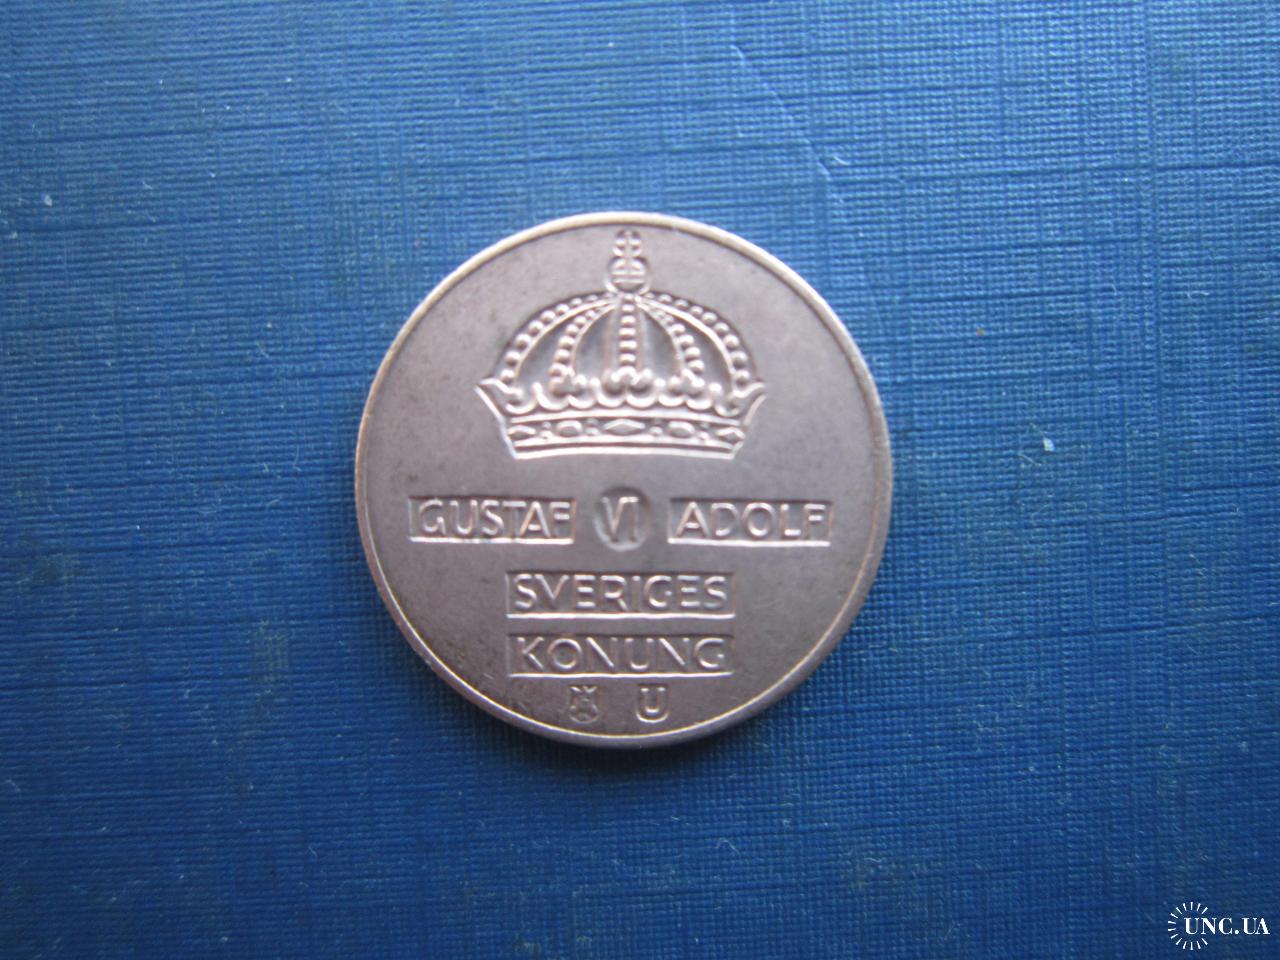 GUSTAF VI ADOLF
SVERIGES
KONUNG
U
UNC.UA